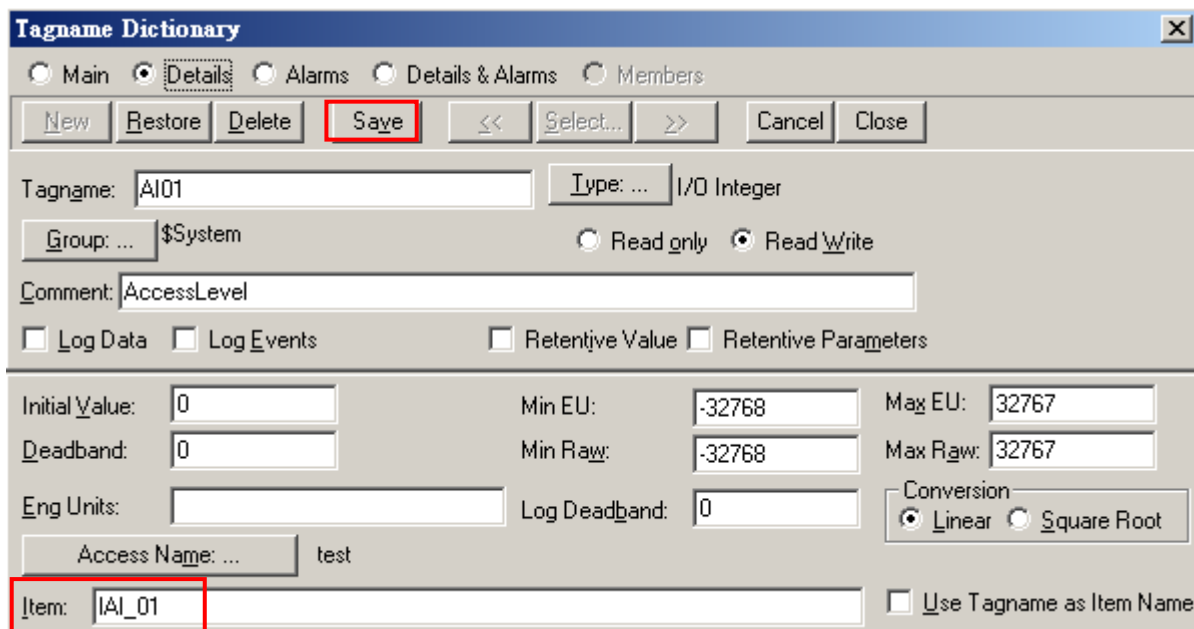 Tagname Dictionary
Main Details Alarms Details & Alarms Members
New Restore Delete Save << Select... >> Cancel Close
Tagname: AI01 Type: ... I/O Integer
Group: ... $System Read only Read Write
Comment: AccessLevel
Log Data Log Events Retentive Value Retentive Parameters
Initial Value: 0 Min EU: -32768 Max EU: 32767
Deadband: 0 Min Raw: -32768 Max Raw: 32767
Eng Units: Log Deadband: 0 Conversion
Linear Square Root
Access Name: ... test
Item: IAI_01 Use Tagname as Item Name